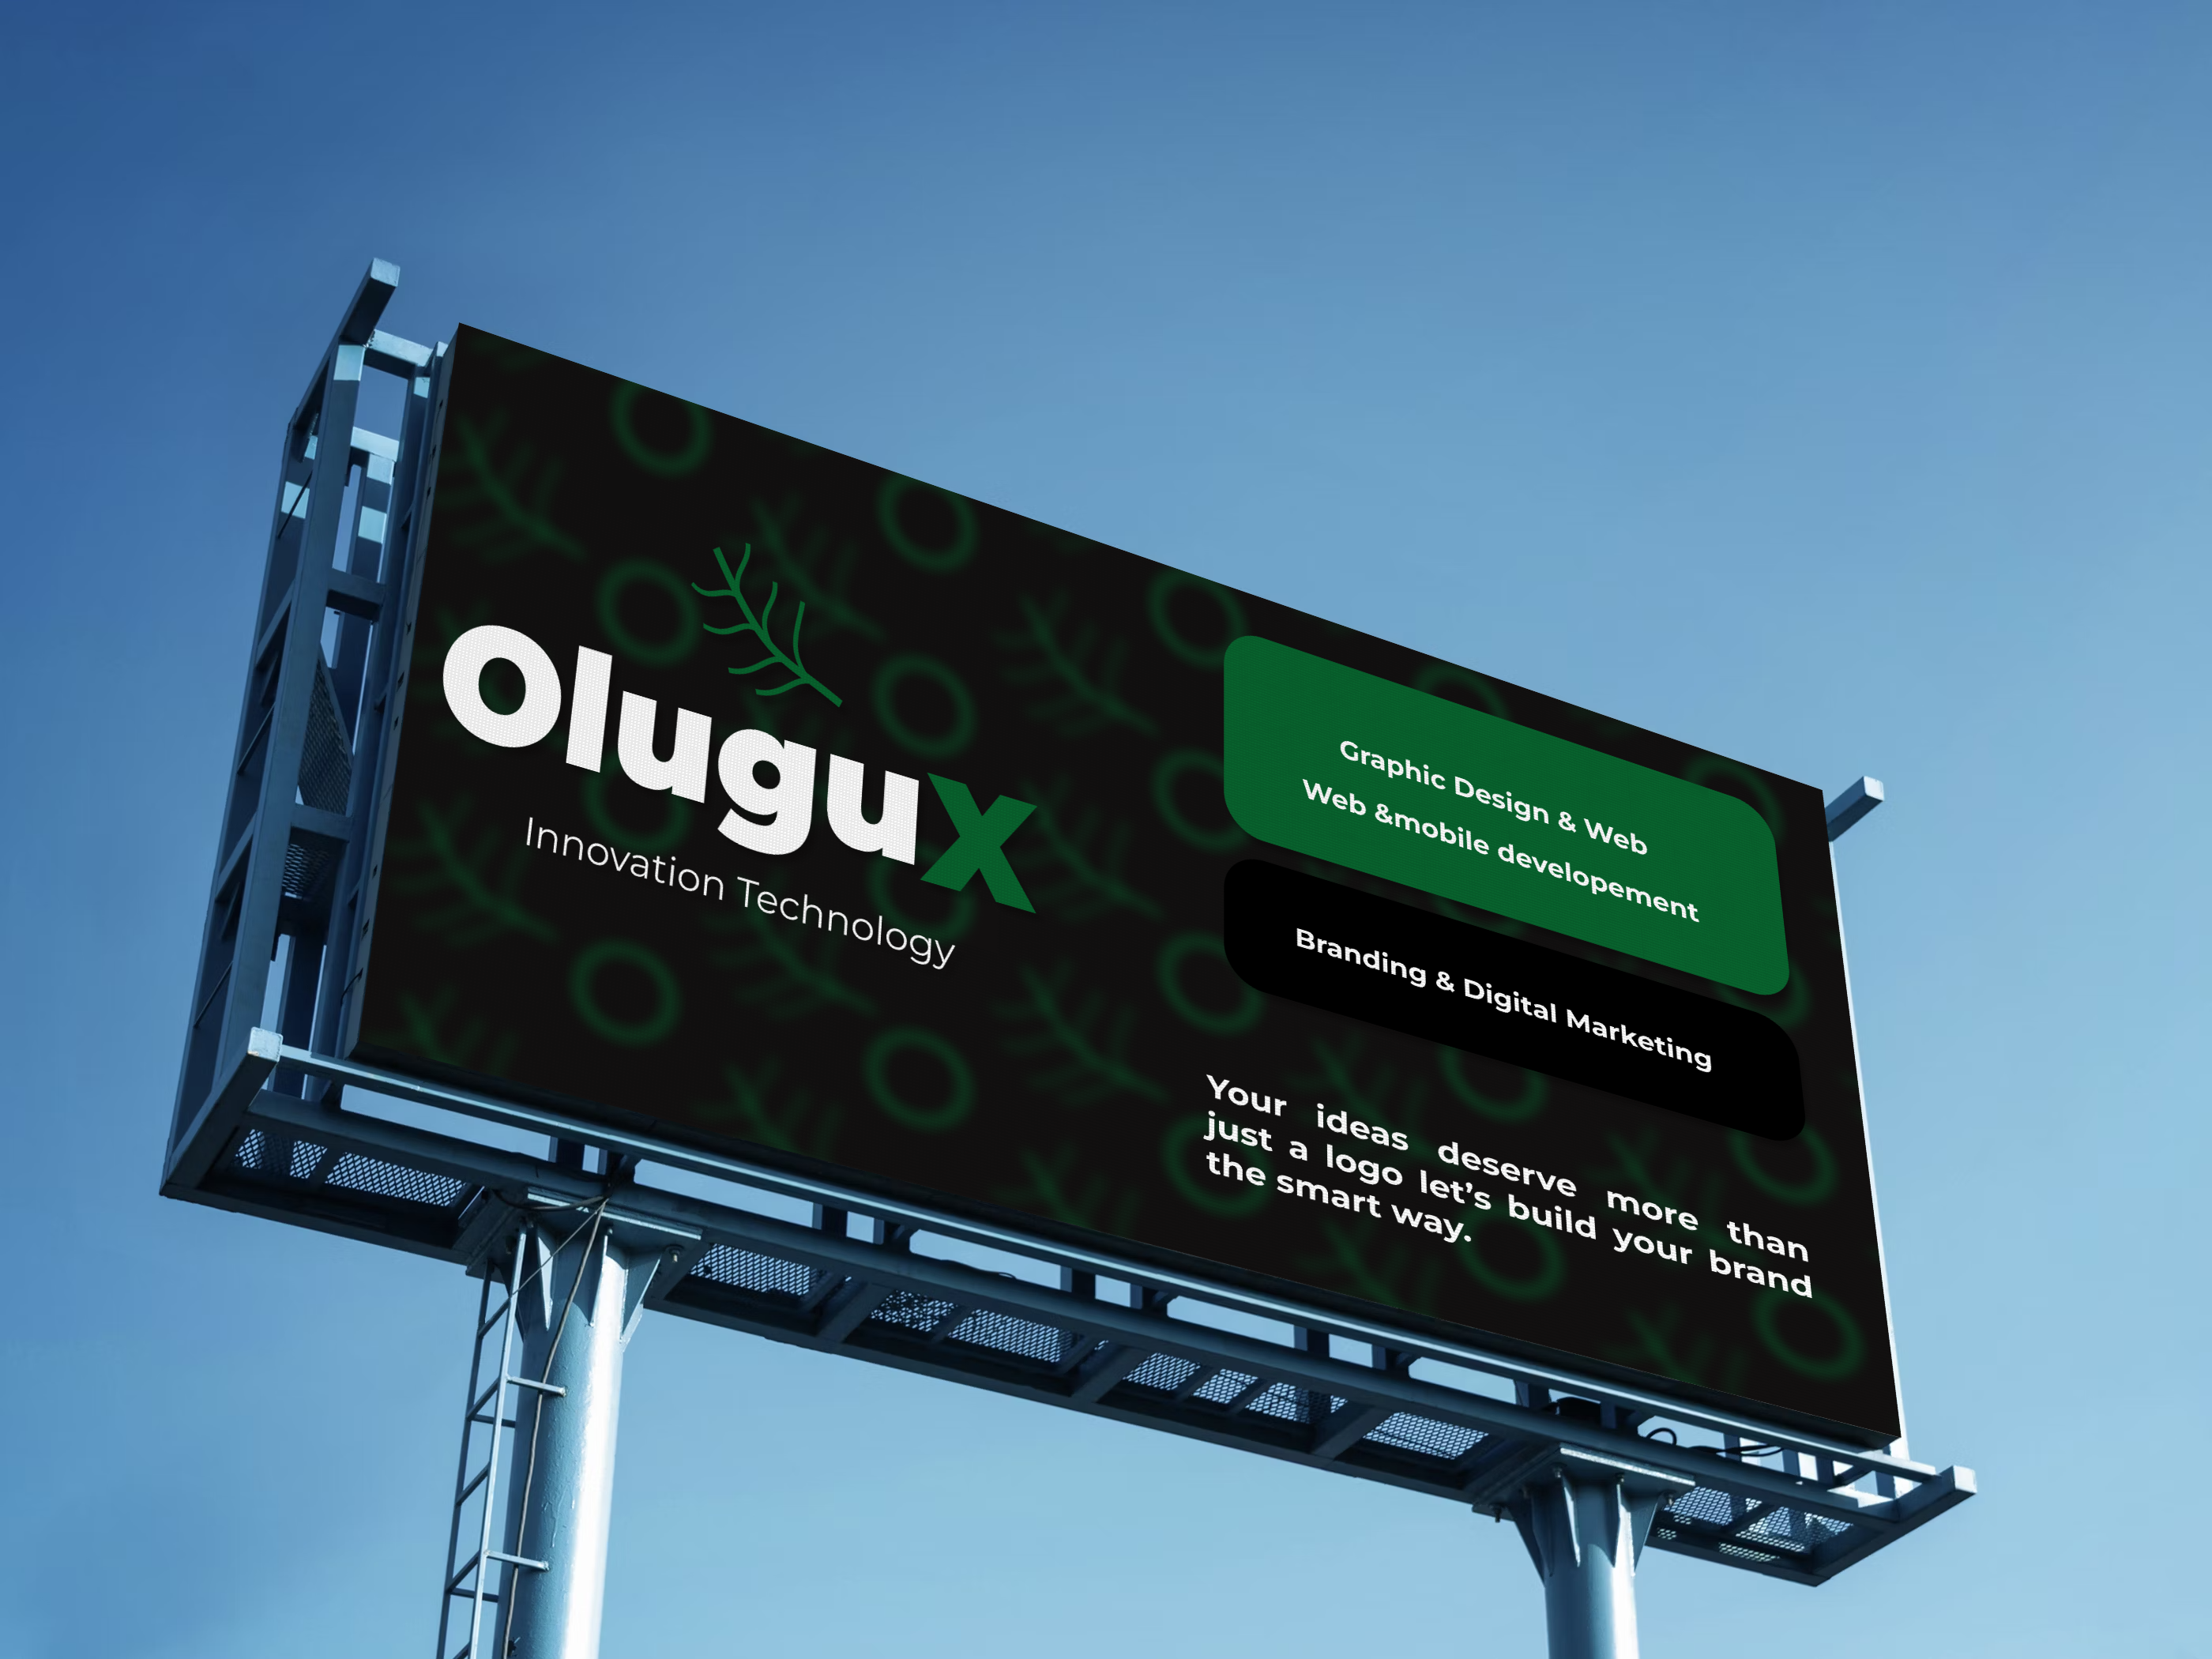 Olugux
Innovation Technology
Graphic Design & Web
Web &mobile developement
Branding & Digital Marketing
Your ideas deserve more than
just a logo let’s build your brand
the smart way.